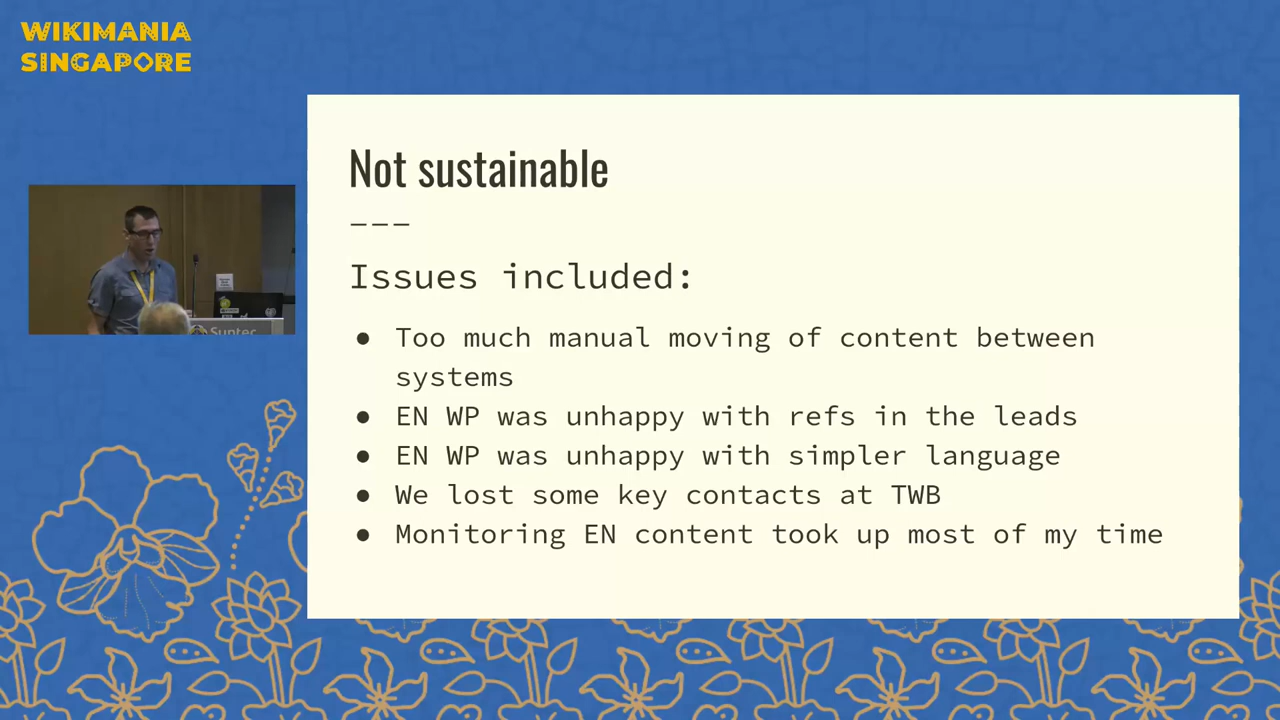 WIKIMANIA
SINGAPORE
Not sustainable
Issues included:
● Too much manual moving of content between
systems
● EN WP was unhappy with refs in the leads
● EN WP was unhappy with simpler language
● We lost some key contacts at TWB
● Monitoring EN content took up most of my time
Suntec